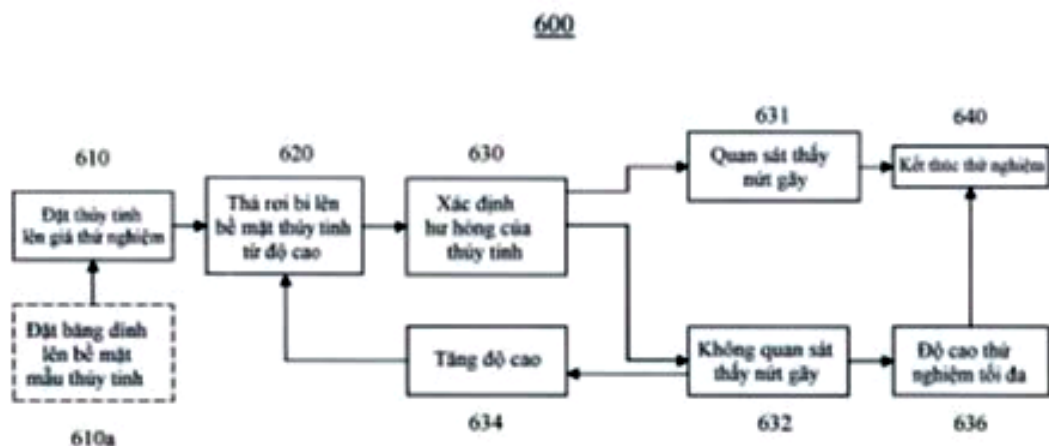 600
610
Đặt thủy tinh
lên giá thử nghiệm
Đặt băng dính
lên bề mặt
mẫu thủy tinh
610a
620
Thả rơi bi lên
bề mặt thủy tinh
từ độ cao
630
Xác định
hư hỏng của
thủy tinh
631
Quan sát thấy
nứt gãy
640
Kết thúc thử nghiệm
Tăng độ cao
634
Không quan sát
thấy nứt gãy
632
Độ cao thử
nghiệm tối đa
636